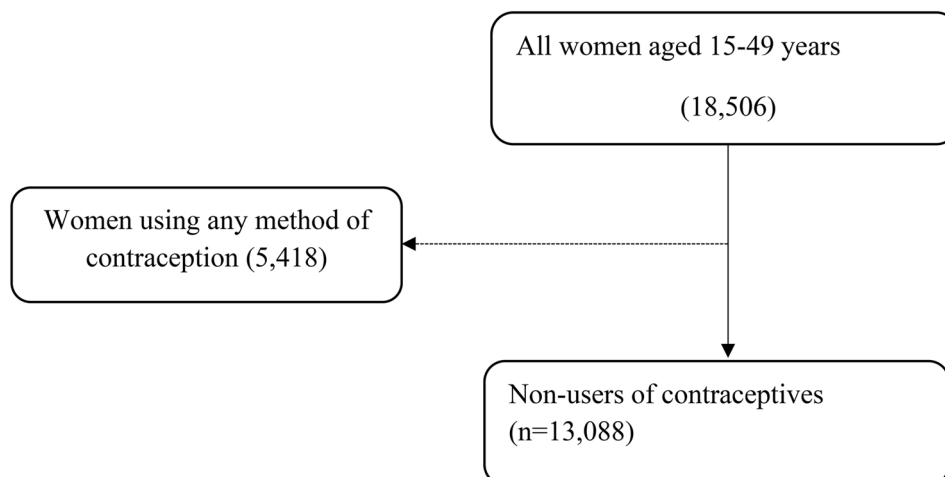 All women aged 15-49 years
(18,506)
Women using any method of
contraception (5,418)
Non-users of contraceptives
(n=13,088)